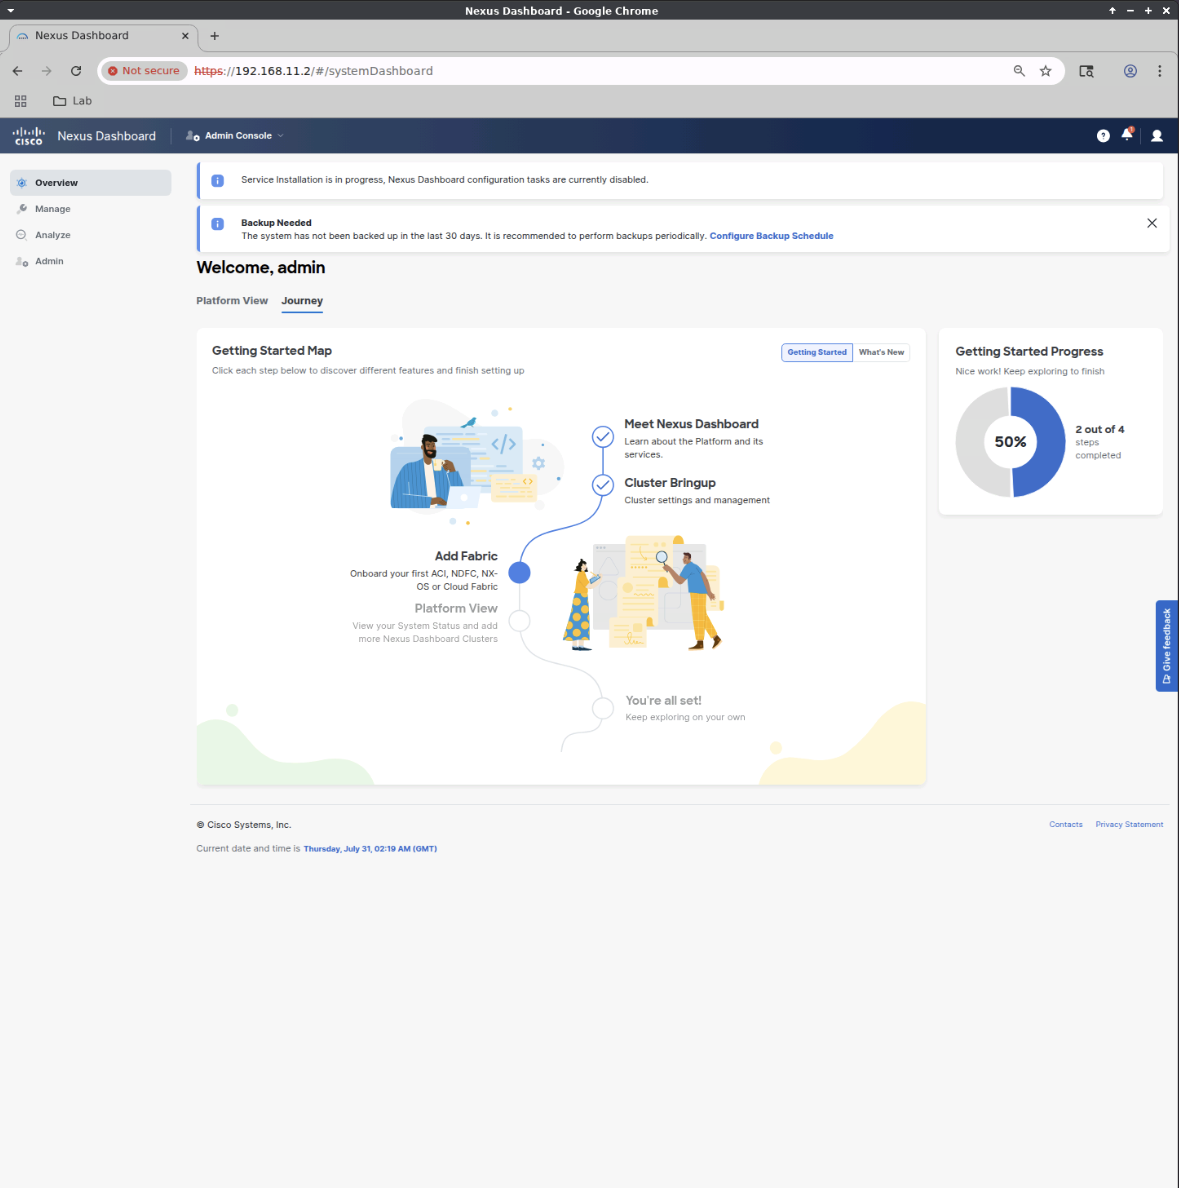 Nexus Dashboard - Google Chrome
Nexus Dashboard
Not secure
https://192.168.11.2/#/systemDashboard
Lab
CISCO
Nexus Dashboard
Admin Console
Overview
Manage
Analyze
Admin
Service Installation is in progress, Nexus Dashboard configuration tasks are currently disabled.
Backup Needed
The system has not been backed up in the last 30 days. It is recommended to perform backups periodically. Configure Backup Schedule
Welcome, admin
Platform View
Journey
Getting Started Map
Getting Started
What's New
Click each step below to discover different features and finish setting up
Meet Nexus Dashboard
Learn about the Platform and its
services.
Cluster Bringup
Cluster settings and management
Add Fabric
Onboard your first ACI, NDFC, NX-
OS or Cloud Fabric
Platform View
View your System Status and add
more Nexus Dashboard Clusters
You're all set!
Keep exploring on your own
Getting Started Progress
Nice work! Keep exploring to finish
50%
2 out of 4
steps
completed
Give feedback
© Cisco Systems, Inc.
Contacts
Privacy Statement
Current date and time is Thursday, July 31, 02:19 AM (GMT)